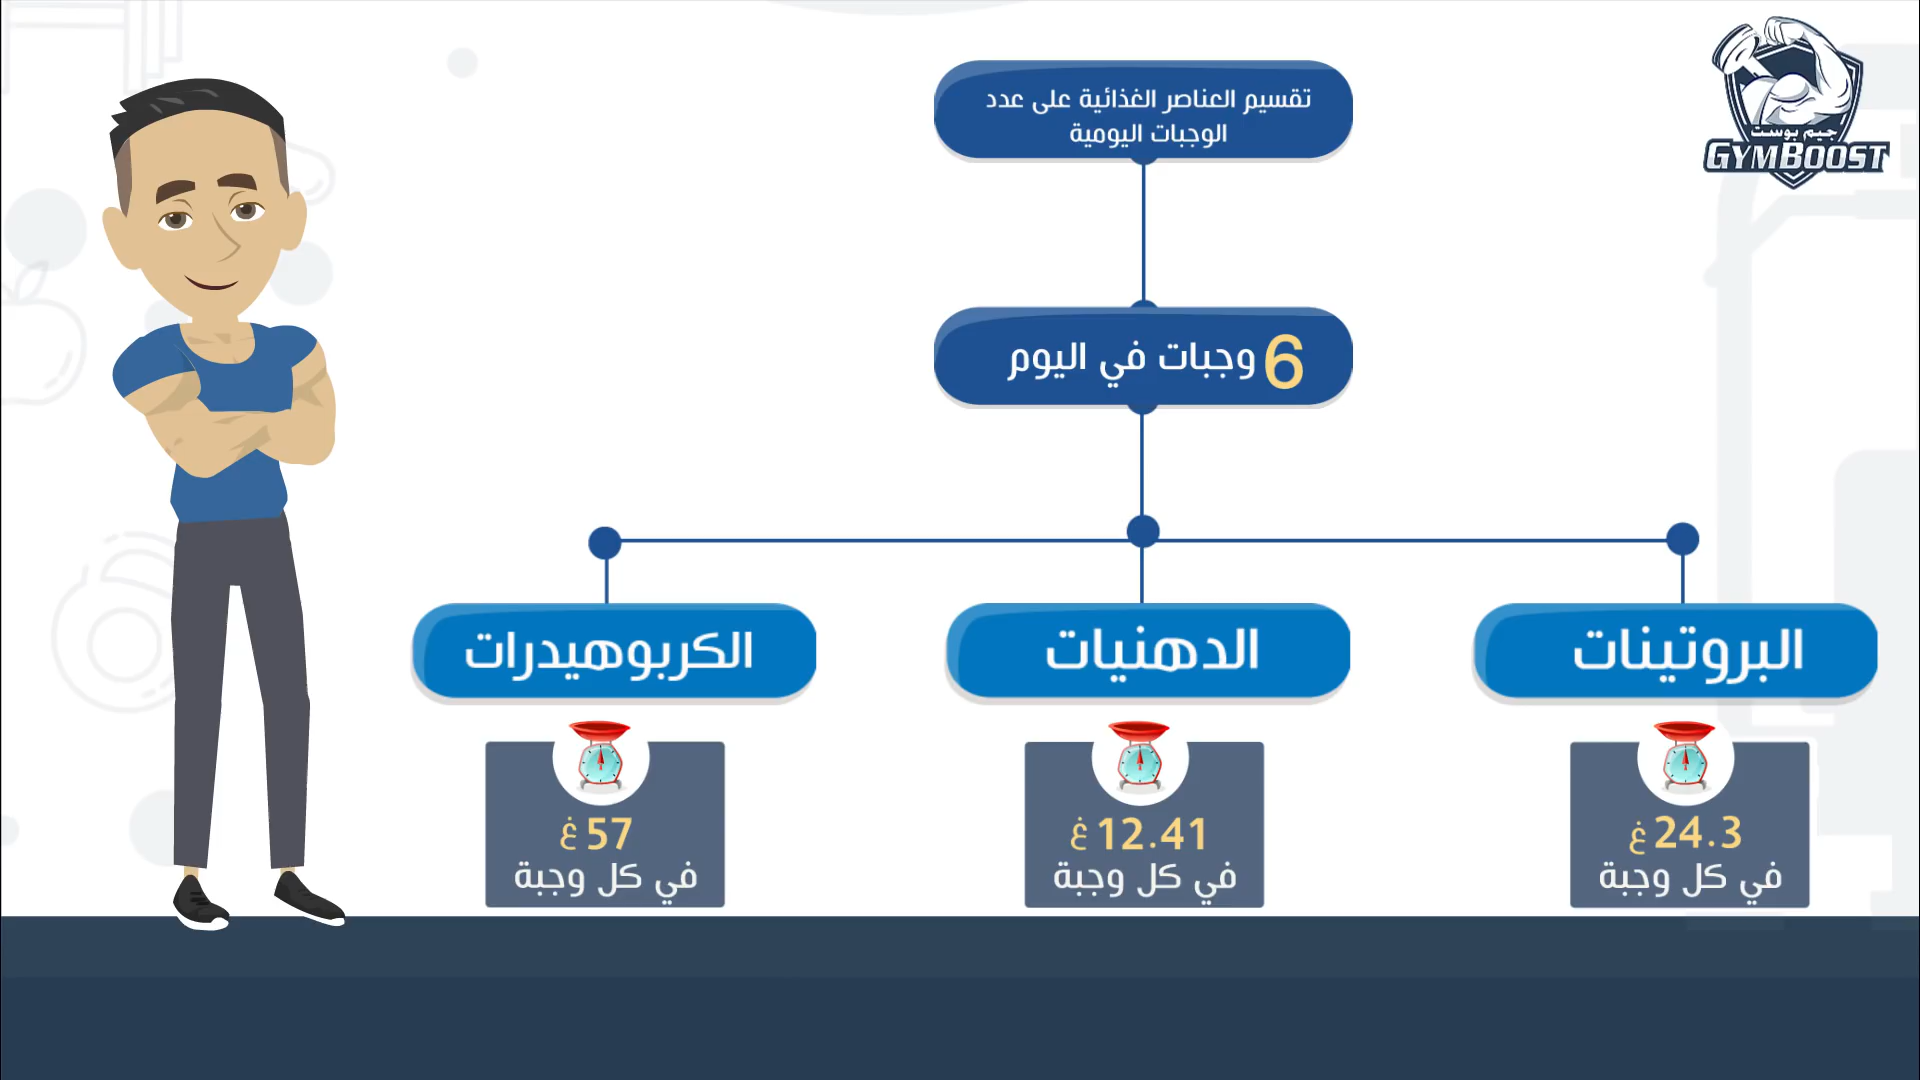 جيم بوست
GYMBOOST
تقسيم العناصر الغذائية على عدد
الوجبات اليومية
6 وجبات في اليوم
البروتينات
الدهنيات
الكربوهيدرات
24.3 غ
في كل وجبة
12.41 غ
في كل وجبة
57 غ
في كل وجبة